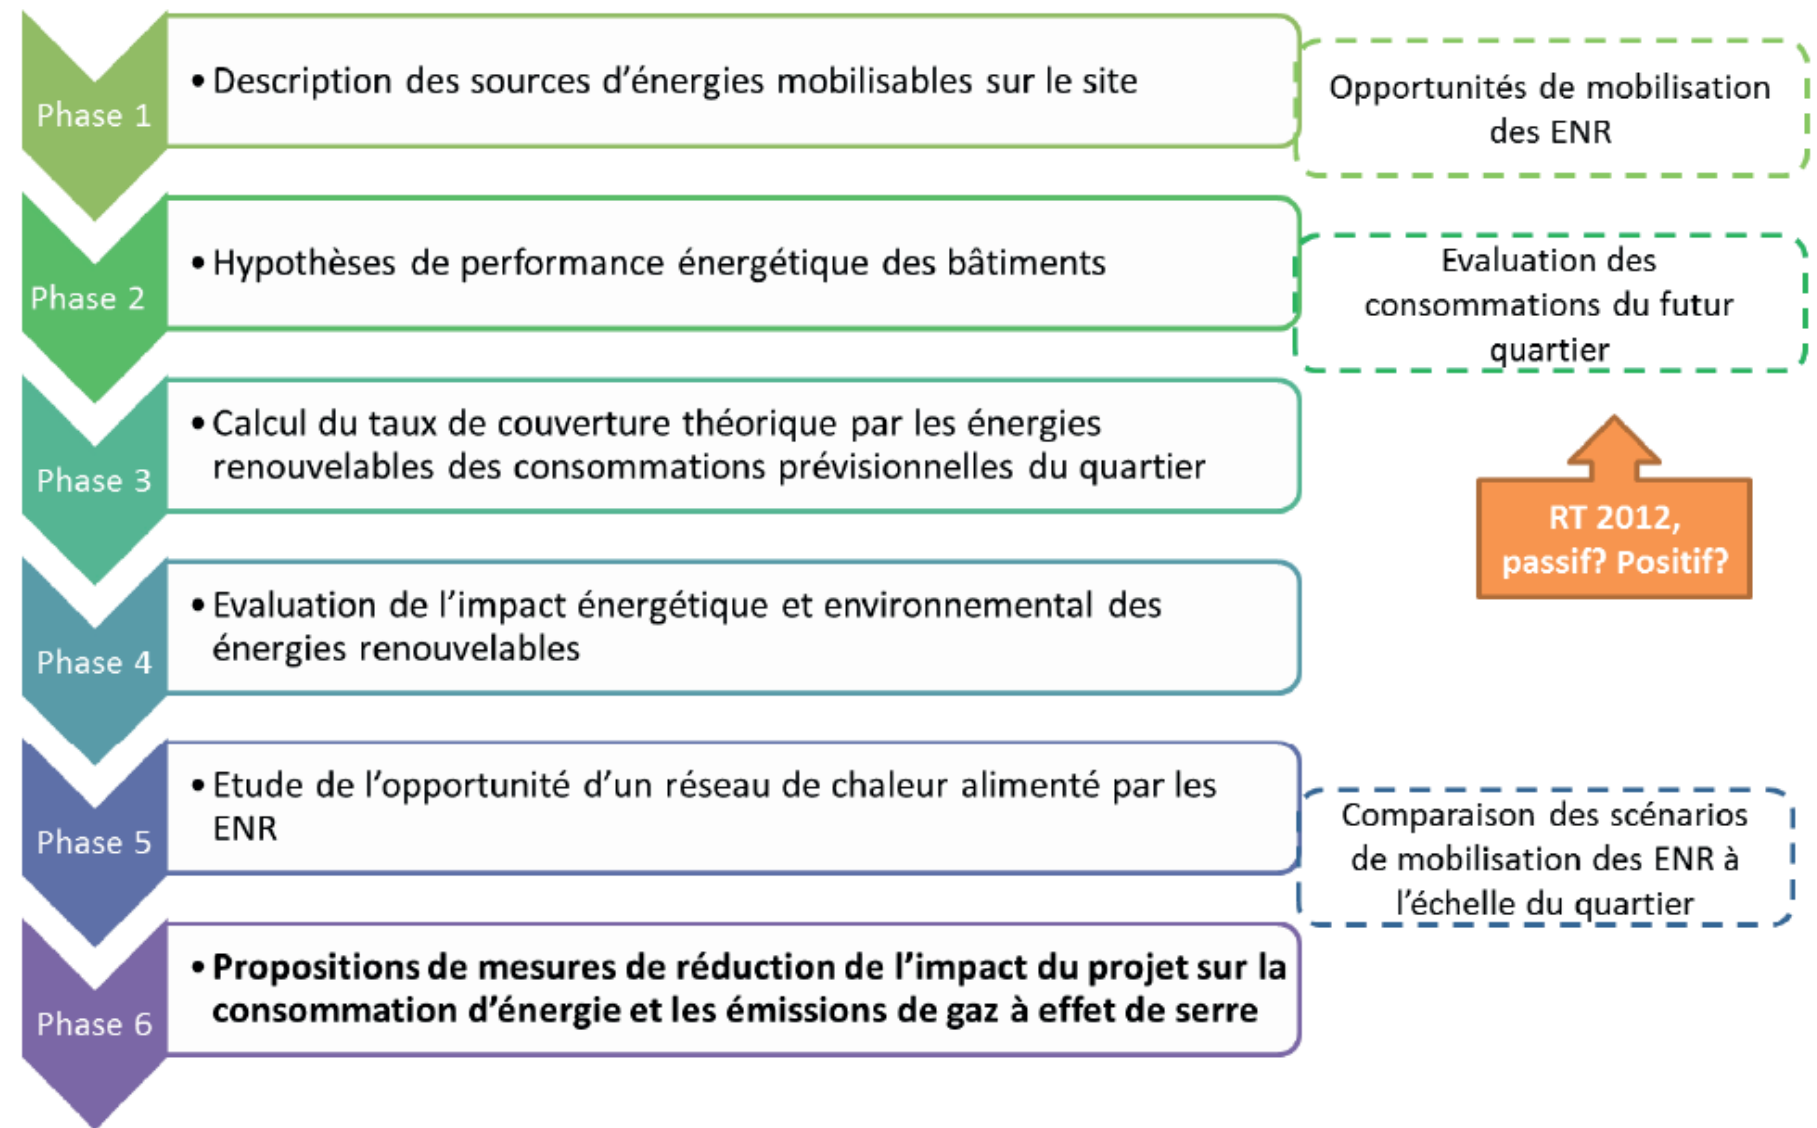 Phase 1
• Description des sources d’énergies mobilisables sur le site
Opportunités de mobilisation
des ENR
Phase 2
• Hypothèses de performance énergétique des bâtiments
Evaluation des
consommations du futur
quartier
Phase 3
• Calcul du taux de couverture théorique par les énergies
renouvelables des consommations prévisionnelles du quartier
RT 2012,
passif? Positif?
Phase 4
• Evaluation de l’impact énergétique et environnemental des
énergies renouvelables
Phase 5
• Etude de l’opportunité d’un réseau de chaleur alimenté par les
ENR
Comparaison des scénarios
de mobilisation des ENR à
l’échelle du quartier
Phase 6
• Propositions de mesures de réduction de l’impact du projet sur la
consommation d’énergie et les émissions de gaz à effet de serre